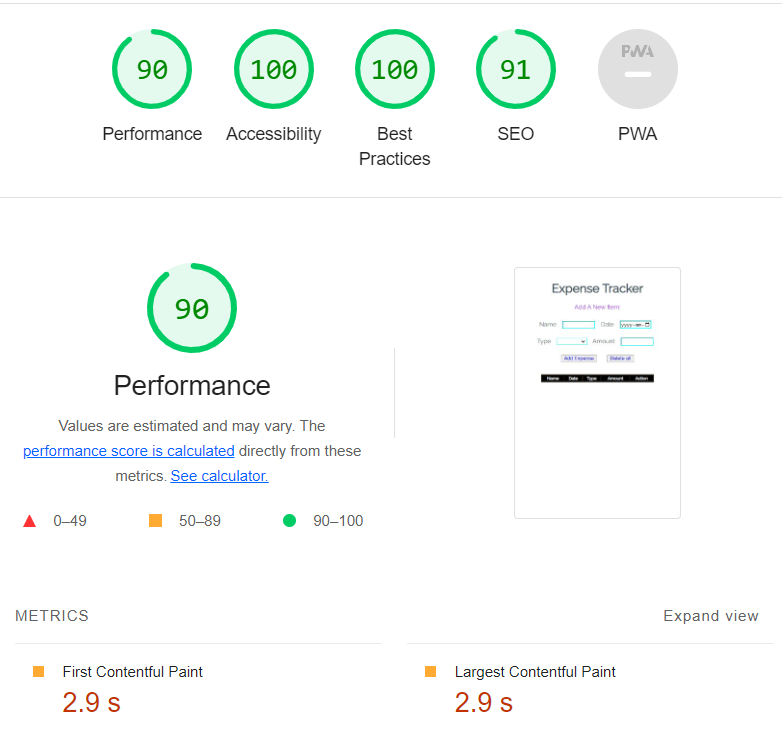 90
100
100
91
PWA
Performance
Accessibility
Best
Practices
SEO
PWA
90
Performance
Values are estimated and may vary. The
performance score is calculated directly from these
metrics. See calculator.
0–49
50–89
90–100
Expense Tracker
Add A New Item:
Name
Date
yyyy-mm-
Type
Amount
Add Expense
Delete all
Name
Date
Type
Amount
Action
METRICS
Expand view
First Contentful Paint
2.9 s
Largest Contentful Paint
2.9 s